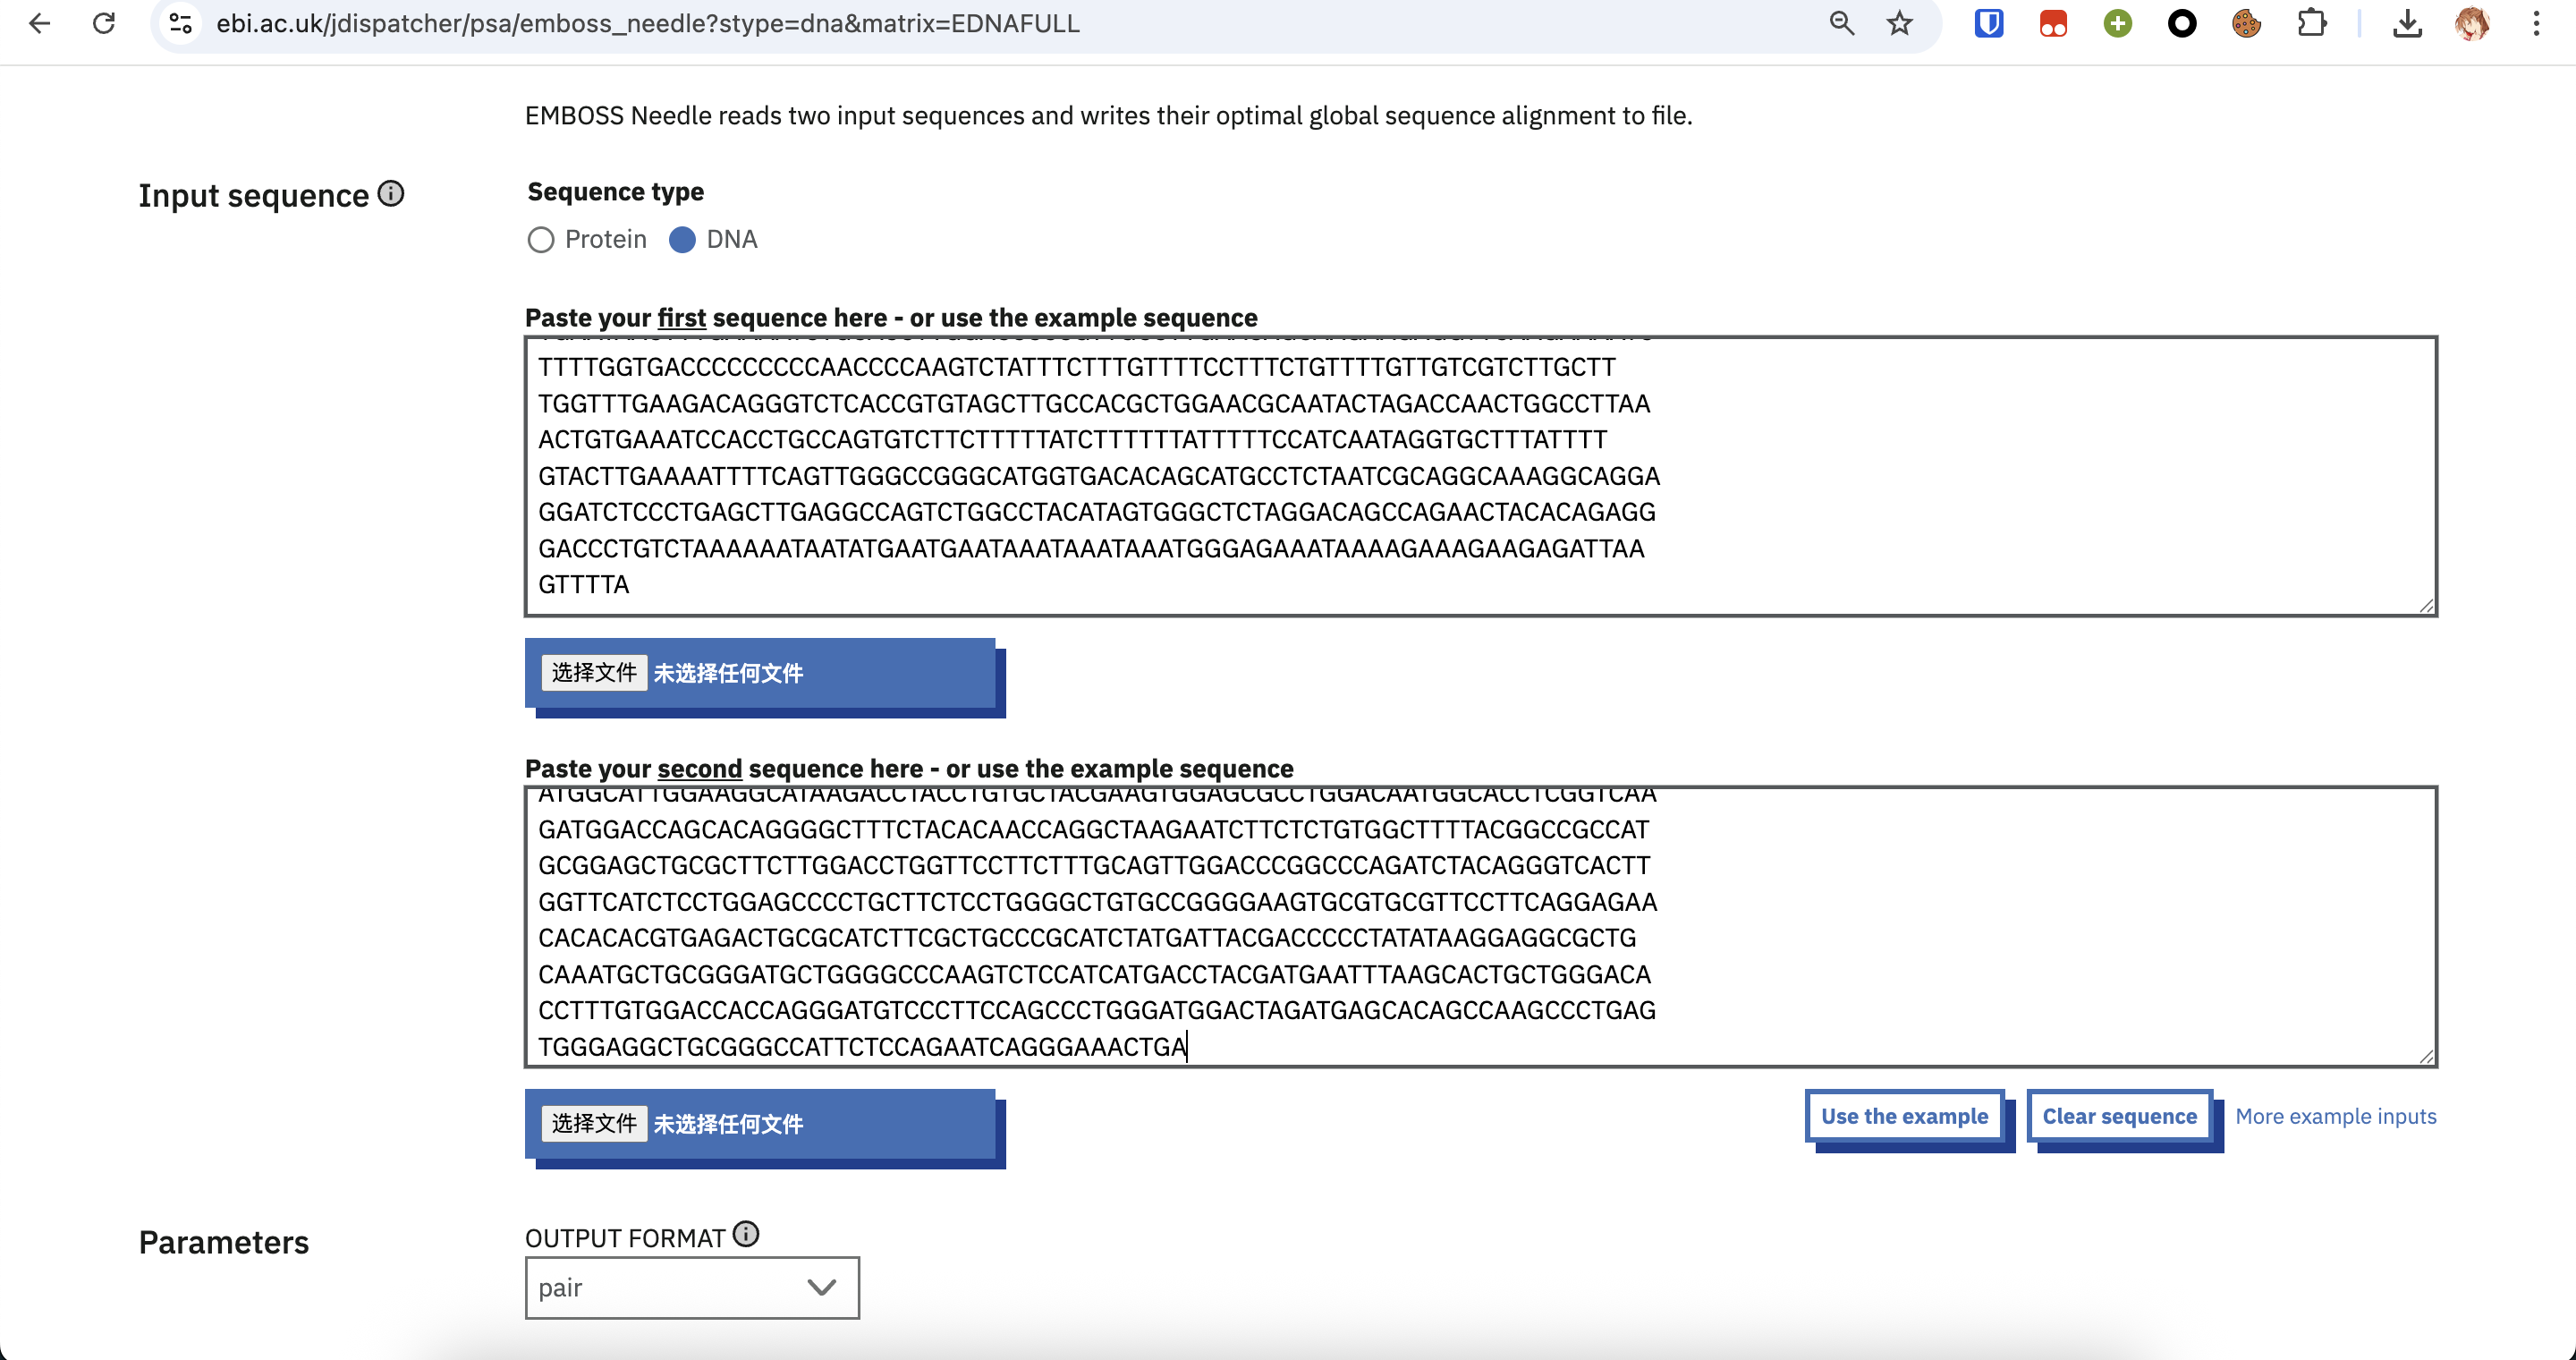 ebi.ac.uk/jdispatcher/psa/emboss_needle?stype=dna&matrix=EDNAFULL
EMBOSS Needle reads two input sequences and writes their optimal global sequence alignment to file.
Input sequence
Sequence type
Protein DNA
Paste your first sequence here - or use the example sequence
TTTTGGTGACCCCCCCCCAACCCCAAGTCTATTTCTTTGTTTTCCTTTCTGTTTTGTTGTCGTCTTGCTT
TGGTTTGAAGACAGGGTCTCACCGTGTAGCTTGCCACGCTGGAACGCAATACTAGACCAACTGGCCTTAA
ACTGTGAAATCCACCTGCCAGTGTCTTCTTTTTATCTTTTTTATTTTTCCATCAATAGGTGCTTTATTTT
GTACTTGAAAATTTTCAGTTGGGCCGGGCATGGTGACACAGCATGCCTCTAATCGCAGGCAAAGGCAGGA
GGATCTCCCTGAGCTTGAGGCCAGTCTGGCCTACATAGTGGGCTCTAGGACAGCCAGAACTACACAGAGG
GACCCTGTCTAAAAAATAATATGAATGAATAAATAAATAAATGGGAGAAATAAAAGAAAGAAGAGATTAA
GTTTTA
选择文件 未选择任何文件
Paste your second sequence here - or use the example sequence
ATGGCATTGGAAGGCATAAGACCTACCTGTGCTACGAAGTGGAGCGCCTGGACAATGGCACCTCGGTCAA
GATGGACCAGCACAGGGGCTTTCTACACAACCAGGCTAAGAATCTTCTCTGTGGCTTTTACGGCCGCCAT
GCGGAGCTGCGCTTCTTGGACCTGGTTCCTTCTTTGCAGTTGGACCCGGCCCAGATCTACAGGGTCACTT
GGTTCATCTCCTGGAGCCCCTGCTTCTCCTGGGGCTGTGCCGGGGAAGTGCGTGCGTTCCTTCAGGAGAA
CACACACGTGAGACTGCGCATCTTCGCTGCCCGCATCTATGATTACGACCCCCTATATAAGGAGGCGCTG
CAAATGCTGCGGGATGCTGGGGCCCAAGTCTCCATCATGACCTACGATGAATTTAAGCACTGCTGGGACA
CCTTTGTGGACCACCAGGGATGTCCCTTCCAGCCCTGGGATGGACTAGATGAGCACAGCCAAGCCCTGAG
TGGGAGGCTGCGGGCCATTCTCCAGAATCAGGGAAACTGA
选择文件 未选择任何文件
Use the example Clear sequence More example inputs
Parameters
OUTPUT FORMAT
pair